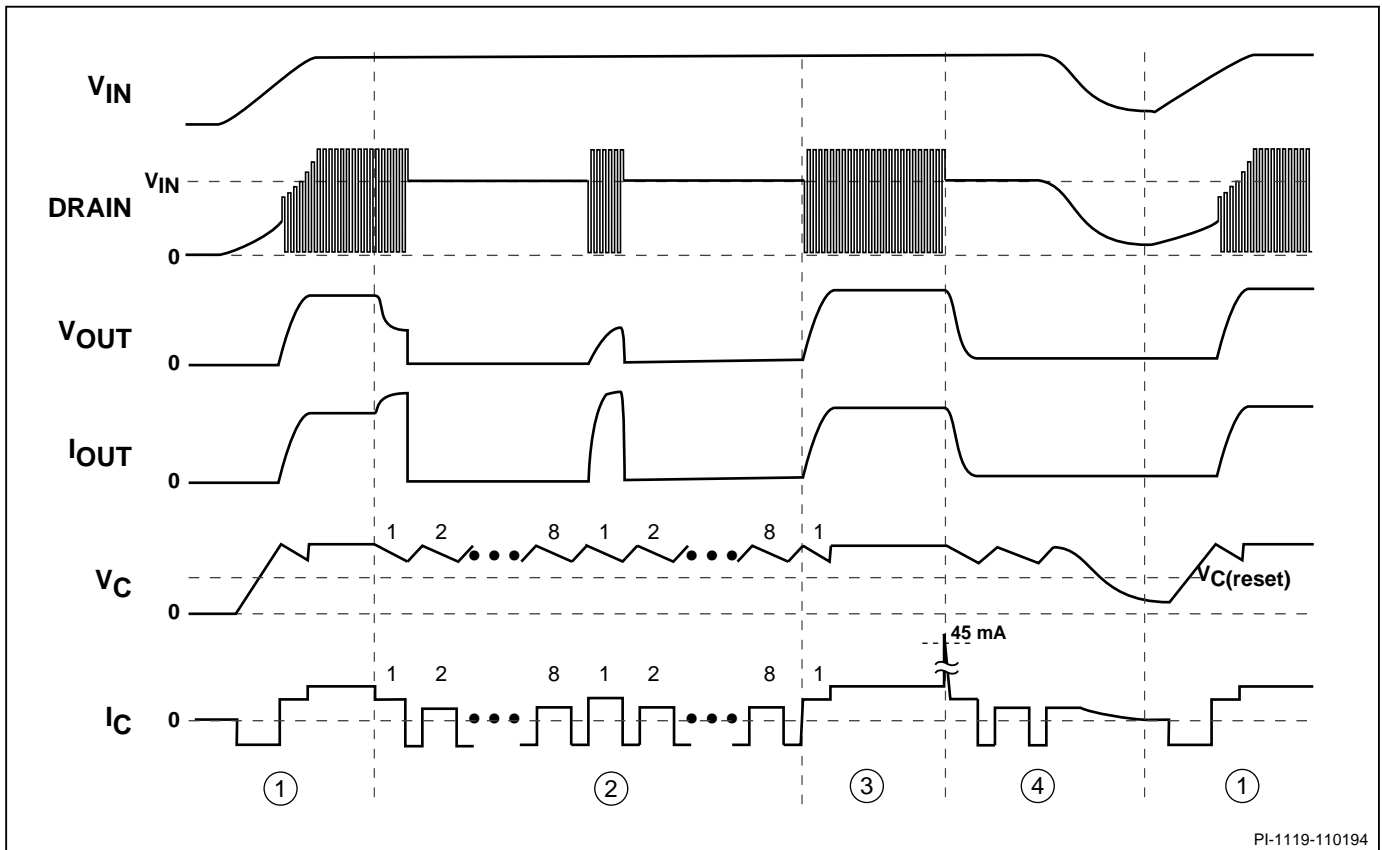 VIN
VIN
DRAIN
0
VOUT
0
IOUT
0
1 2 8 1 2 8 1
VC
VC(reset)
0
45 mA
1 2 8 1 2 8 1
IC
0
1 2 3 4 1
PI-1119-110194